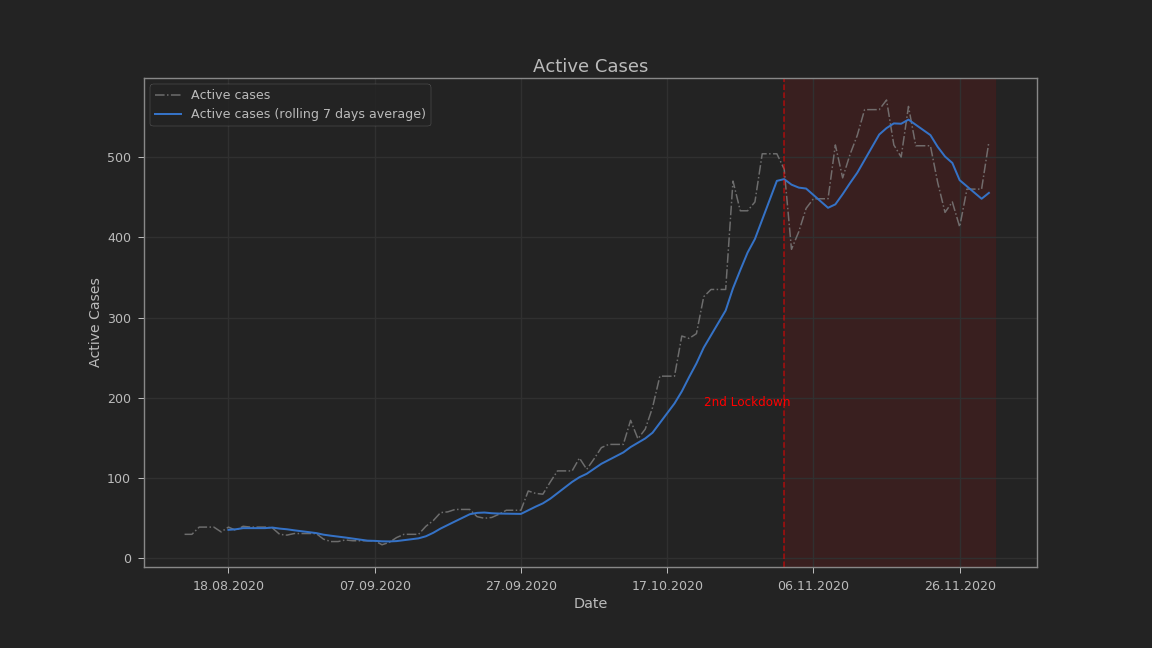 Active Cases
Active cases
Active cases (rolling 7 days average)
500
400
300
200
100
0
Active Cases
2nd Lockdown
18.08.2020 07.09.2020 27.09.2020 17.10.2020 06.11.2020 26.11.2020
Date